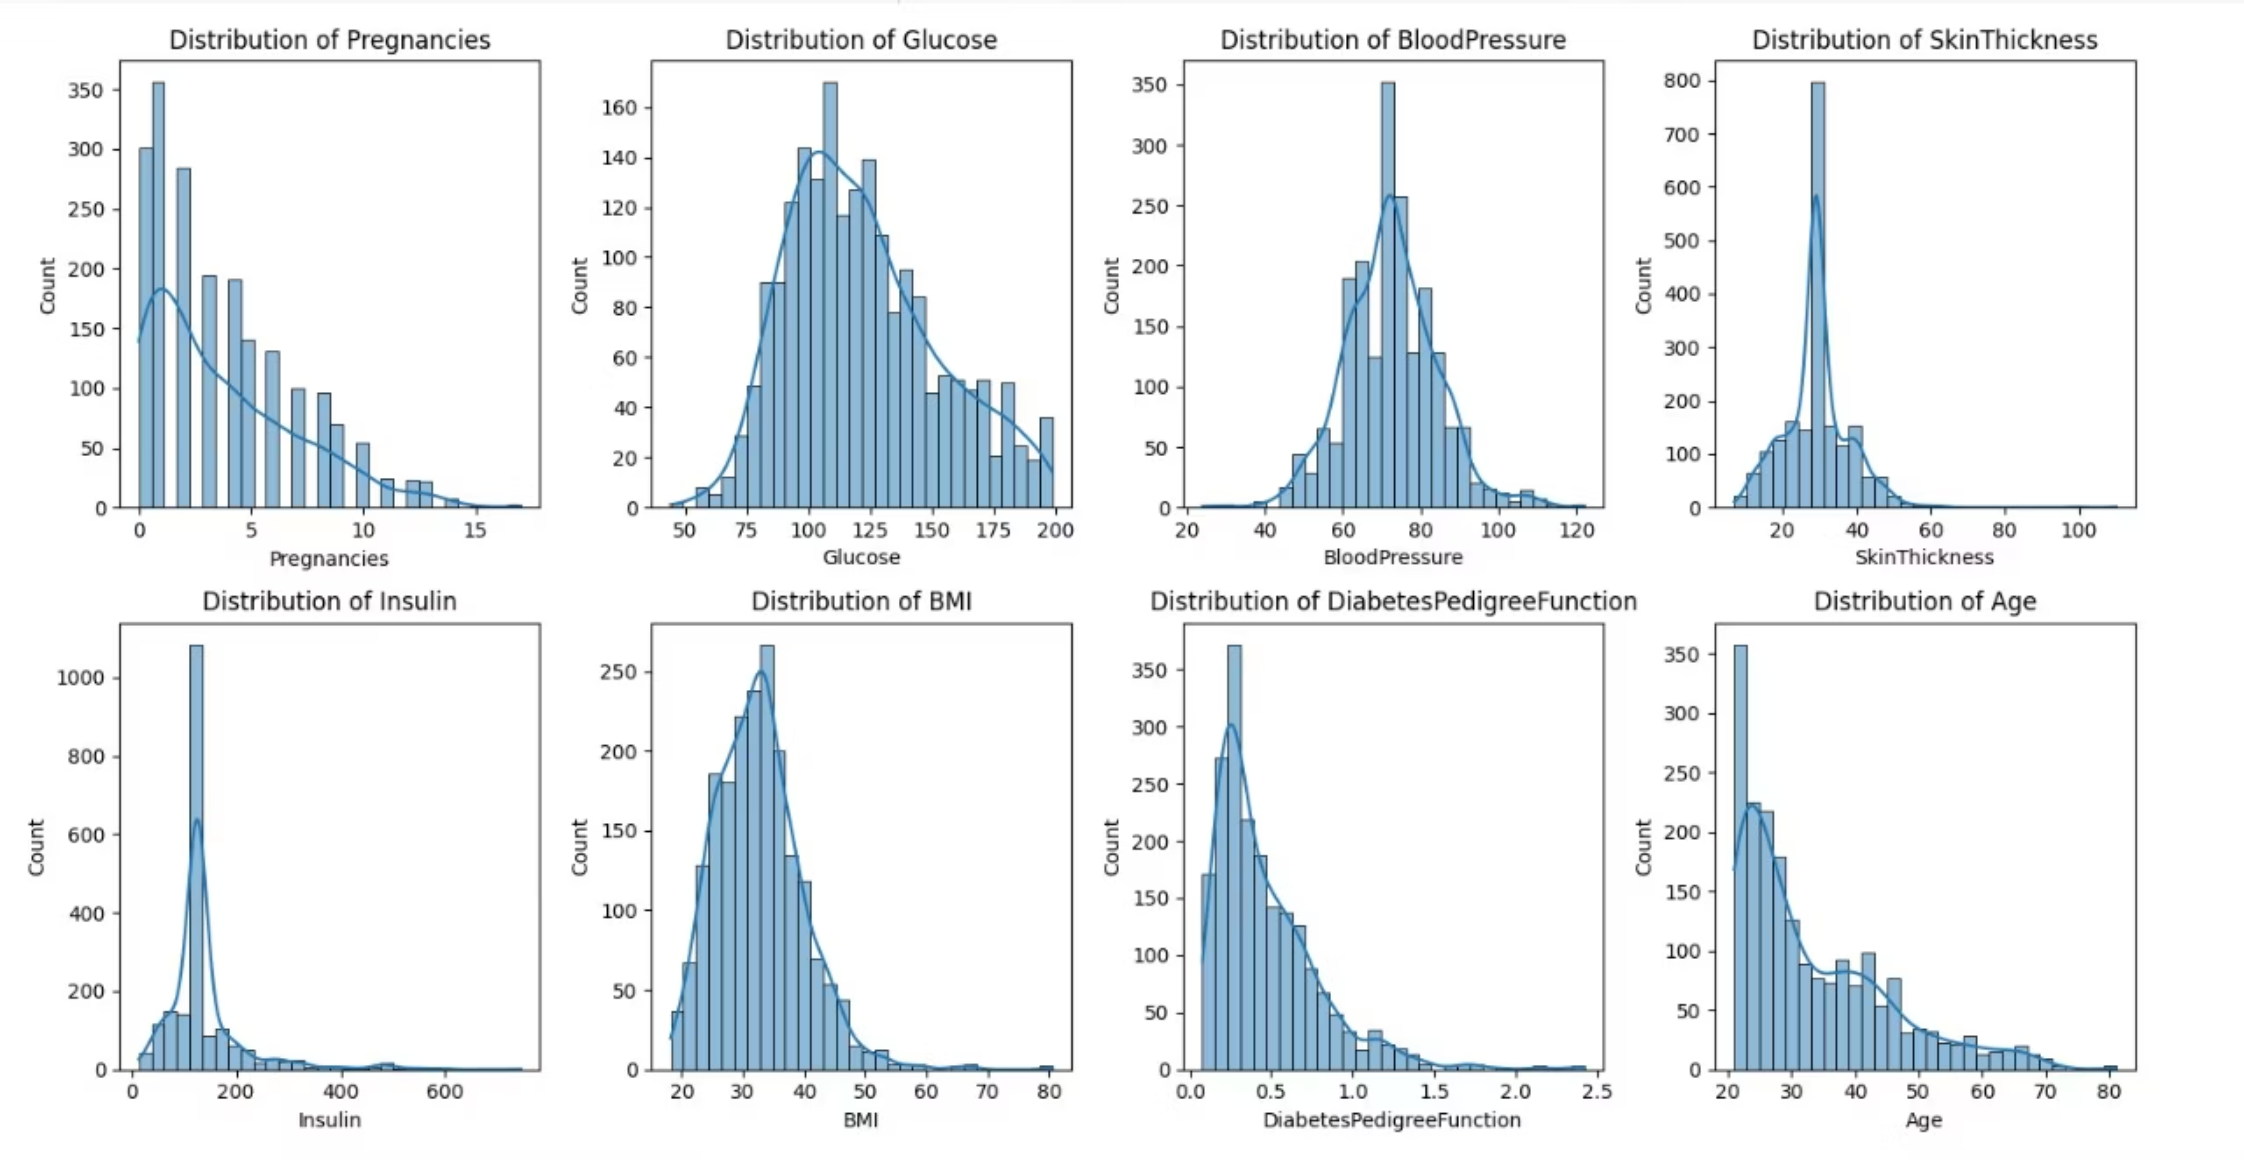 Distribution of Pregnancies
350
300
250
200
150
100
50
0
Count
0 5 10 15
Pregnancies
Distribution of Glucose
160
140
120
100
80
60
40
20
0
Count
50 75 100 125 150 175 200
Glucose
Distribution of BloodPressure
350
300
250
200
150
100
50
0
Count
20 40 60 80 100 120
BloodPressure
Distribution of SkinThickness
800
700
600
500
400
300
200
100
0
Count
20 40 60 80 100
SkinThickness
Distribution of Insulin
1000
800
600
400
200
0
Count
0 200 400 600
Insulin
Distribution of BMI
250
200
150
100
50
0
Count
20 30 40 50 60 70 80
BMI
Distribution of DiabetesPedigreeFunction
350
300
250
200
150
100
50
0
Count
0.0 0.5 1.0 1.5 2.0 2.5
DiabetesPedigreeFunction
Distribution of Age
350
300
250
200
150
100
50
0
Count
20 30 40 50 60 70 80
Age